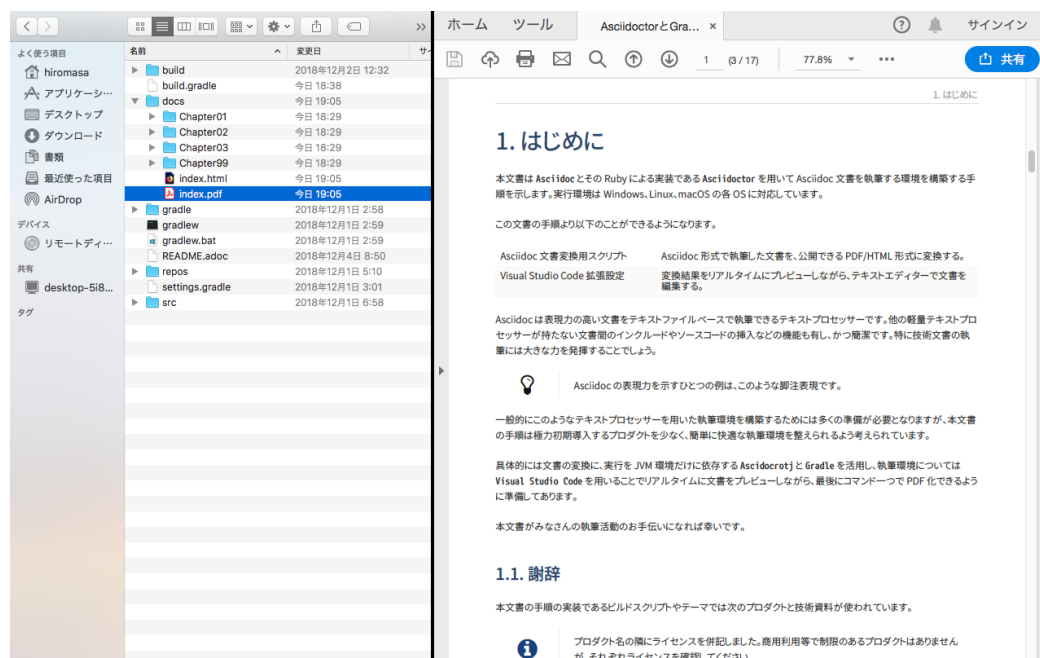 ホーム ツール AsciidoctorとGra... × サインイン
1 (3 / 17) 77.8% 共有
よく使う項目
hiromasa
アプリケーシ…
デスクトップ
ダウンロード
書類
最近使った項目
AirDrop
デバイス
リモートディ…
共有
desktop-5i8...
タグ
名前 変更日 サ
build 2018年12月2日 12:32
build.gradle 今日 18:38
docs 今日 19:05
Chapter01 今日 18:29
Chapter02 今日 18:29
Chapter03 今日 18:29
Chapter99 今日 18:29
index.html 今日 19:05
index.pdf 今日 19:05
gradle 2018年12月1日 2:58
gradlew 2018年12月1日 2:59
gradlew.bat 2018年12月1日 2:59
README.adoc 2018年12月4日 8:50
repos 2018年12月1日 5:10
settings.gradle 2018年12月1日 3:01
src 2018年12月1日 6:58
1. はじめに
1. はじめに
本文書は Asciidoc とその Ruby による実装である Asciidoctor を用いて Asciidoc 文書を執筆する環境を構築する手
順を示します。実行環境は Windows、Linux、macOS の各 OS に対応しています。
この文書の手順より以下のことができるようになります。
Asciidoc 文書変換用スクリプト Asciidoc 形式で執筆した文書を、公開できる PDF/HTML 形式に変換する。
Visual Studio Code 拡張設定 変換結果をリアルタイムにプレビューしながら、テキストエディターで文書を
編集する。
Asciidoc は表現力の高い文書をテキストファイルベースで執筆できるテキストプロセッサーです。他の軽量テキストプロ
セッサーが持たない文書間のインクルードやソースコードの挿入などの機能も有し、かつ簡潔です。特に技術文書の執
筆には大きな力を発揮することでしょう。
Asciidoc の表現力を示すひとつの例は、このような脚注表現です。
一般的にこのようなテキストプロセッサーを用いた執筆環境を構築するためには多くの準備が必要となりますが、本文書
の手順は極力初期導入するプロダクトを少なく、簡単に快適な執筆環境を整えられるよう考えられています。
具体的には文書の変換に、実行を JVM 環境だけに依存する Ascidocrotj と Gradle を活用し、執筆環境については
Visual Studio Code を用いることでリアルタイムに文書をプレビューしながら、最後にコマンド一つで PDF 化できるよう
に準備してあります。
本文書がみなさんの執筆活動のお手伝いになれば幸いです。
1.1. 謝辞
本文書の手順の実装であるビルドスクリプトやテーマでは次のプロダクトと技術資料が使われています。
プロダクト名の隣にライセンスを併記しました。商用利用等で制限のあるプロダクトはありません
が、それぞれライセンスを確認してください。